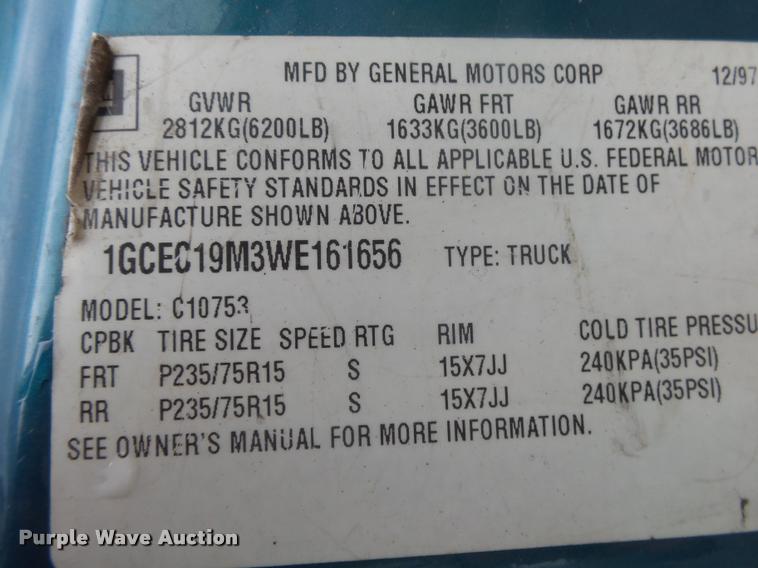 MFD BY GENERAL MOTORS CORP 12/97
GVWR GAWR FRT GAWR RR
2812KG(6200LB) 1633KG(3600LB) 1672KG(3686LB)
THIS VEHICLE CONFORMS TO ALL APPLICABLE U.S. FEDERAL MOTOR
VEHICLE SAFETY STANDARDS IN EFFECT ON THE DATE OF
MANUFACTURE SHOWN ABOVE.
1GCEC19M3WE161656 TYPE: TRUCK
MODEL: C10753
CPBK TIRE SIZE SPEED RTG RIM COLD TIRE PRESSU
FRT P235/75R15 S 15X7JJ 240KPA(35PSI)
RR P235/75R15 S 15X7JJ 240KPA(35PSI)
SEE OWNER'S MANUAL FOR MORE INFORMATION.
Purple Wave Auction